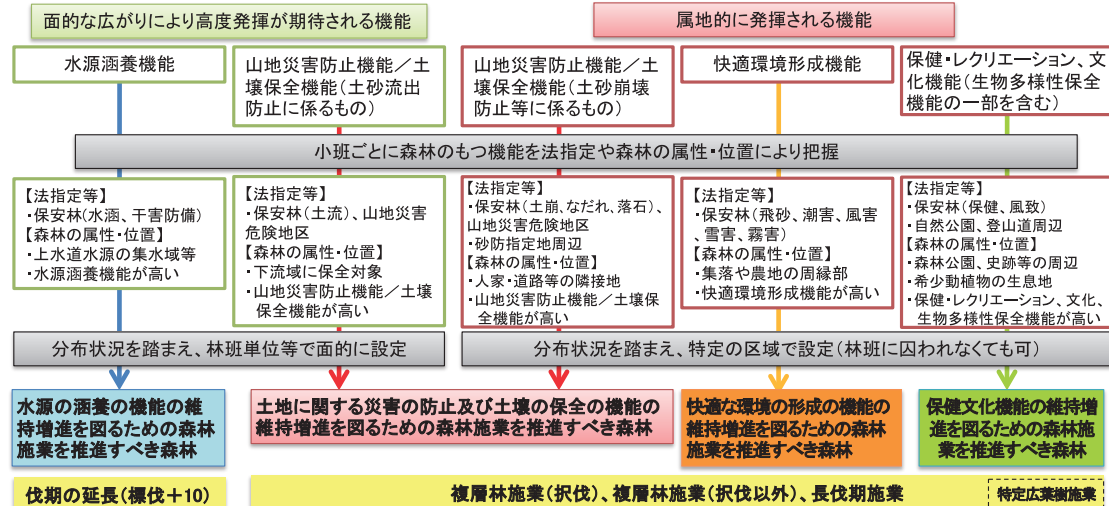 面的な広がりにより高度発揮が期待される機能
属地的に発揮される機能
水源涵養機能
山地災害防止機能／土
壌保全機能（土砂流出
防止に係るもの）
山地災害防止機能／土
壌保全機能（土砂崩壊
防止等に係るもの）
快適環境形成機能
保健・レクリエーション、文
化機能（生物多様性保全
機能の一部を含む）
小班ごとに森林のもつ機能を法指定や森林の属性・位置により把握
【法指定等】
・保安林（水涵、干害防備）
【森林の属性・位置】
・上水道水源の集水域等
・水源涵養機能が高い
【法指定等】
・保安林（土流）、山地災害
危険地区
【森林の属性・位置】
・下流域に保全対象
・山地災害防止機能／土壌
保全機能が高い
【法指定等】
・保安林（土崩、なだれ、落石）、
山地災害危険地区
・砂防指定地周辺
【森林の属性・位置】
・人家・道路等の隣接地
・山地災害防止機能／土壌保
全機能が高い
【法指定等】
・保安林（飛砂、潮害、風害
、雪害、霧害）
【森林の属性・位置】
・集落や農地の周縁部
・快適環境形成機能が高い
【法指定等】
・保安林（保健、風致）
・自然公園、登山道周辺
【森林の属性・位置】
・森林公園、史跡等の周辺
・希少動植物の生息地
・保健・レクリエーション、文化、
生物多様性保全機能が高い
分布状況を踏まえ、林班単位等で面的に設定
分布状況を踏まえ、特定の区域で設定（林班に囚われなくても可）
水源の涵養の機能の維
持増進を図るための森林
施業を推進すべき森林
土地に関する災害の防止及び土壌の保全の機能の
維持増進を図るための森林施業を推進すべき森林
快適な環境の形成の機能の
維持増進を図るための森林
施業を推進すべき森林
保健文化機能の維持増
進を図るための森林施
業を推進すべき森林
伐期の延長（標伐＋10）
複層林施業（択伐）、複層林施業（択伐以外）、長伐期施業
特定広葉樹施業